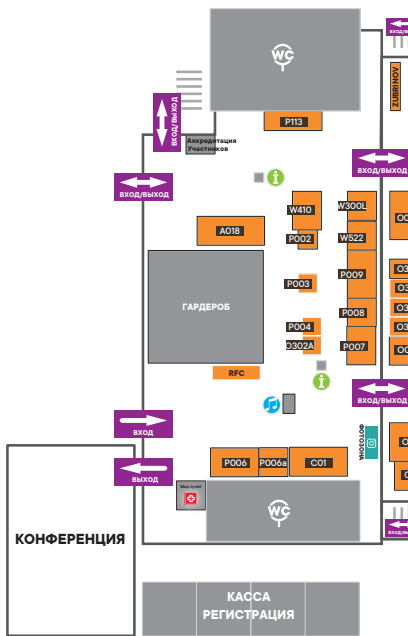 ВХОД/ВЫХОД
WC
ZUBRINOV
P113
ВХОД/ВЫХОД
Аккредитация
Участников
ВХОД/ВЫХОД
ВХОД/ВЫХОД
W410
W300L
A018
P002
W522
ГАРДЕРОБ
P003
P009
P004
P008
O302A
P007
RFC
ВХОД/ВЫХОД
ВХОД
ФОТОЗОНА
P006
P006a
C01
ВЫХОД
Мед пункт
WC
КОНФЕРЕНЦИЯ
КАССА
РЕГИСТРАЦИЯ